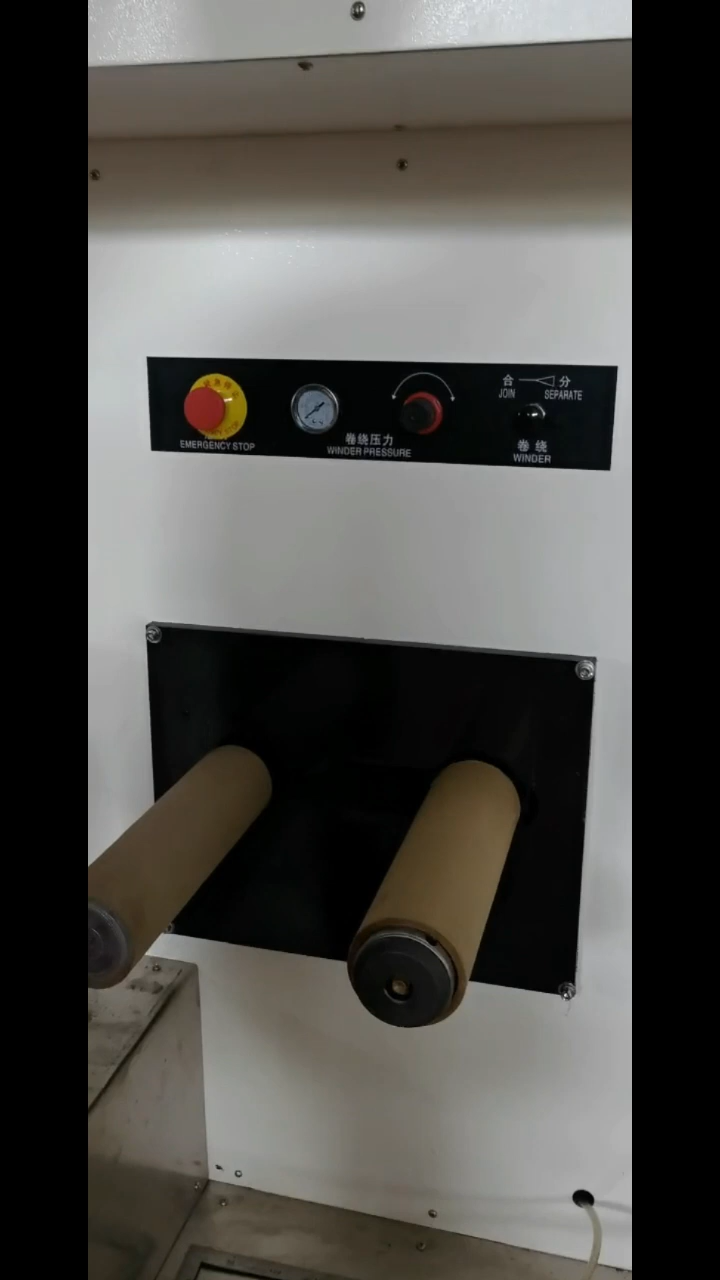 EMERGENCY STOP
卷绕压力
WINDER PRESSURE
合 分
JOIN SEPARATE
卷绕
WINDER